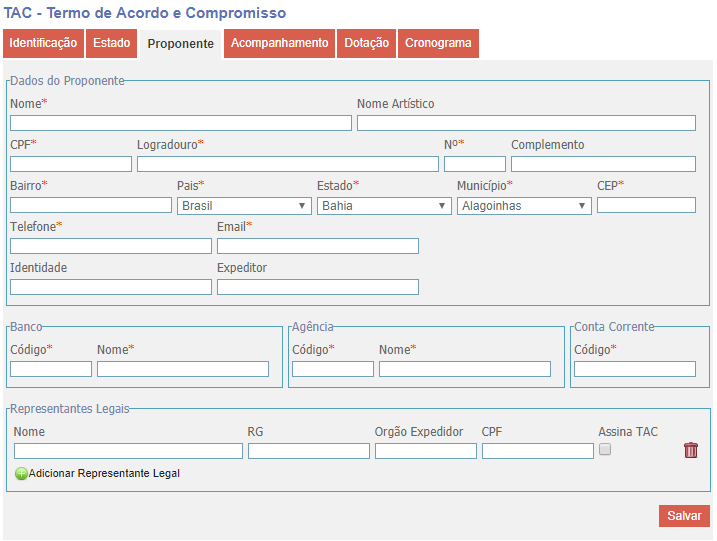 TAC - Termo de Acordo e Compromisso
Identificação Estado Proponente Acompanhamento Dotação Cronograma
Dados do Proponente
Nome* Nome Artístico
CPF* Logradouro* Nº* Complemento
Bairro* Pais* Estado* Município* CEP*
Brasil Bahia Alagoinhas
Telefone* Email*
Identidade Expeditor
Banco Agência Conta Corrente
Código* Nome* Código* Nome* Código*
Representantes Legais
Nome RG Orgão Expedidor CPF Assina TAC
Adicionar Representante Legal
Salvar